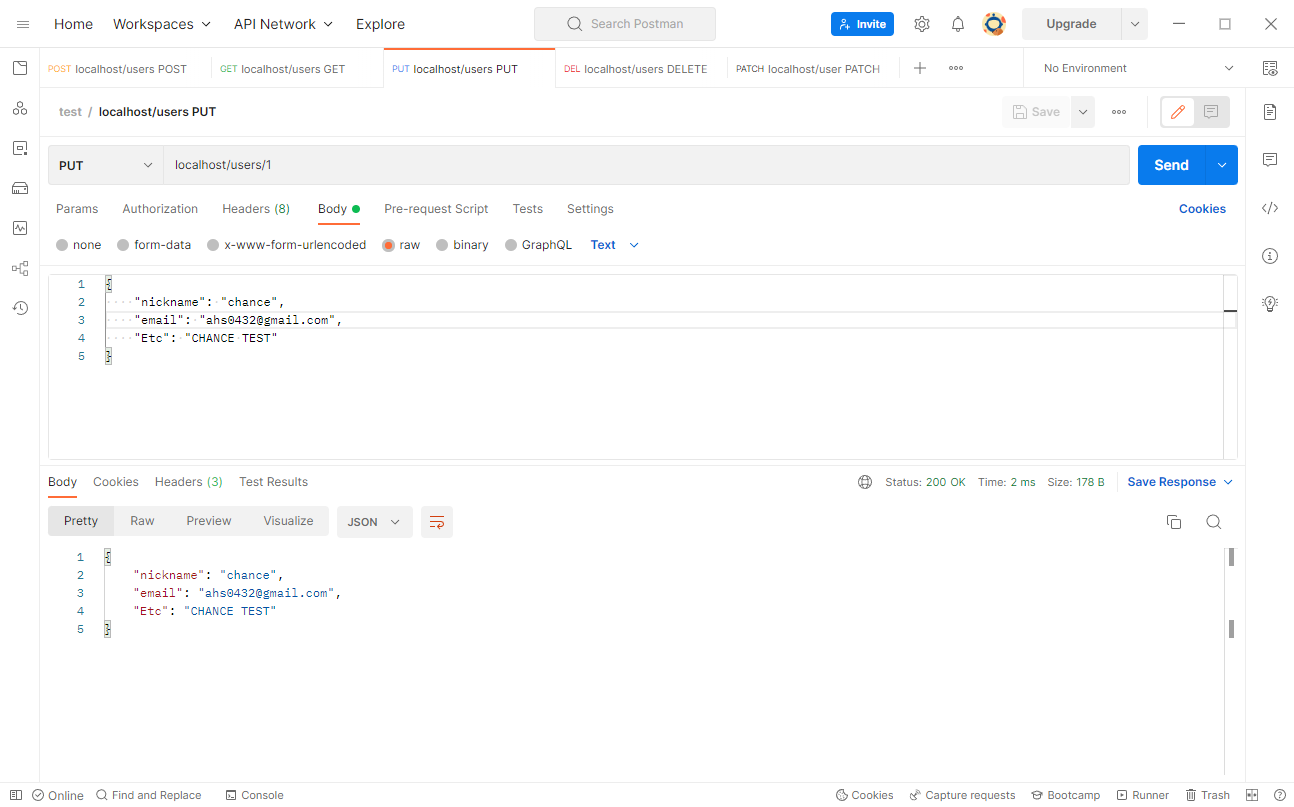 Home Workspaces API Network Explore Search Postman Invite Upgrade
POST localhost/users POST GET localhost/users GET PUT localhost/users PUT DEL localhost/users DELETE PATCH localhost/user PATCH No Environment
test / localhost/users PUT Save
PUT localhost/users/1 Send
Params Authorization Headers (8) Body Pre-request Script Tests Settings Cookies
none form-data x-www-form-urlencoded raw binary GraphQL Text
1 {
2 "nickname": "chance",
3 "email": "ahs0432@gmail.com",
4 "Etc": "CHANCE TEST"
5 }
Body Cookies Headers (3) Test Results Status: 200 OK Time: 2 ms Size: 178 B Save Response
Pretty Raw Preview Visualize JSON
1 {
2 "nickname": "chance",
3 "email": "ahs0432@gmail.com",
4 "Etc": "CHANCE TEST"
5 }
Online Find and Replace Console Cookies Capture requests Bootcamp Runner Trash